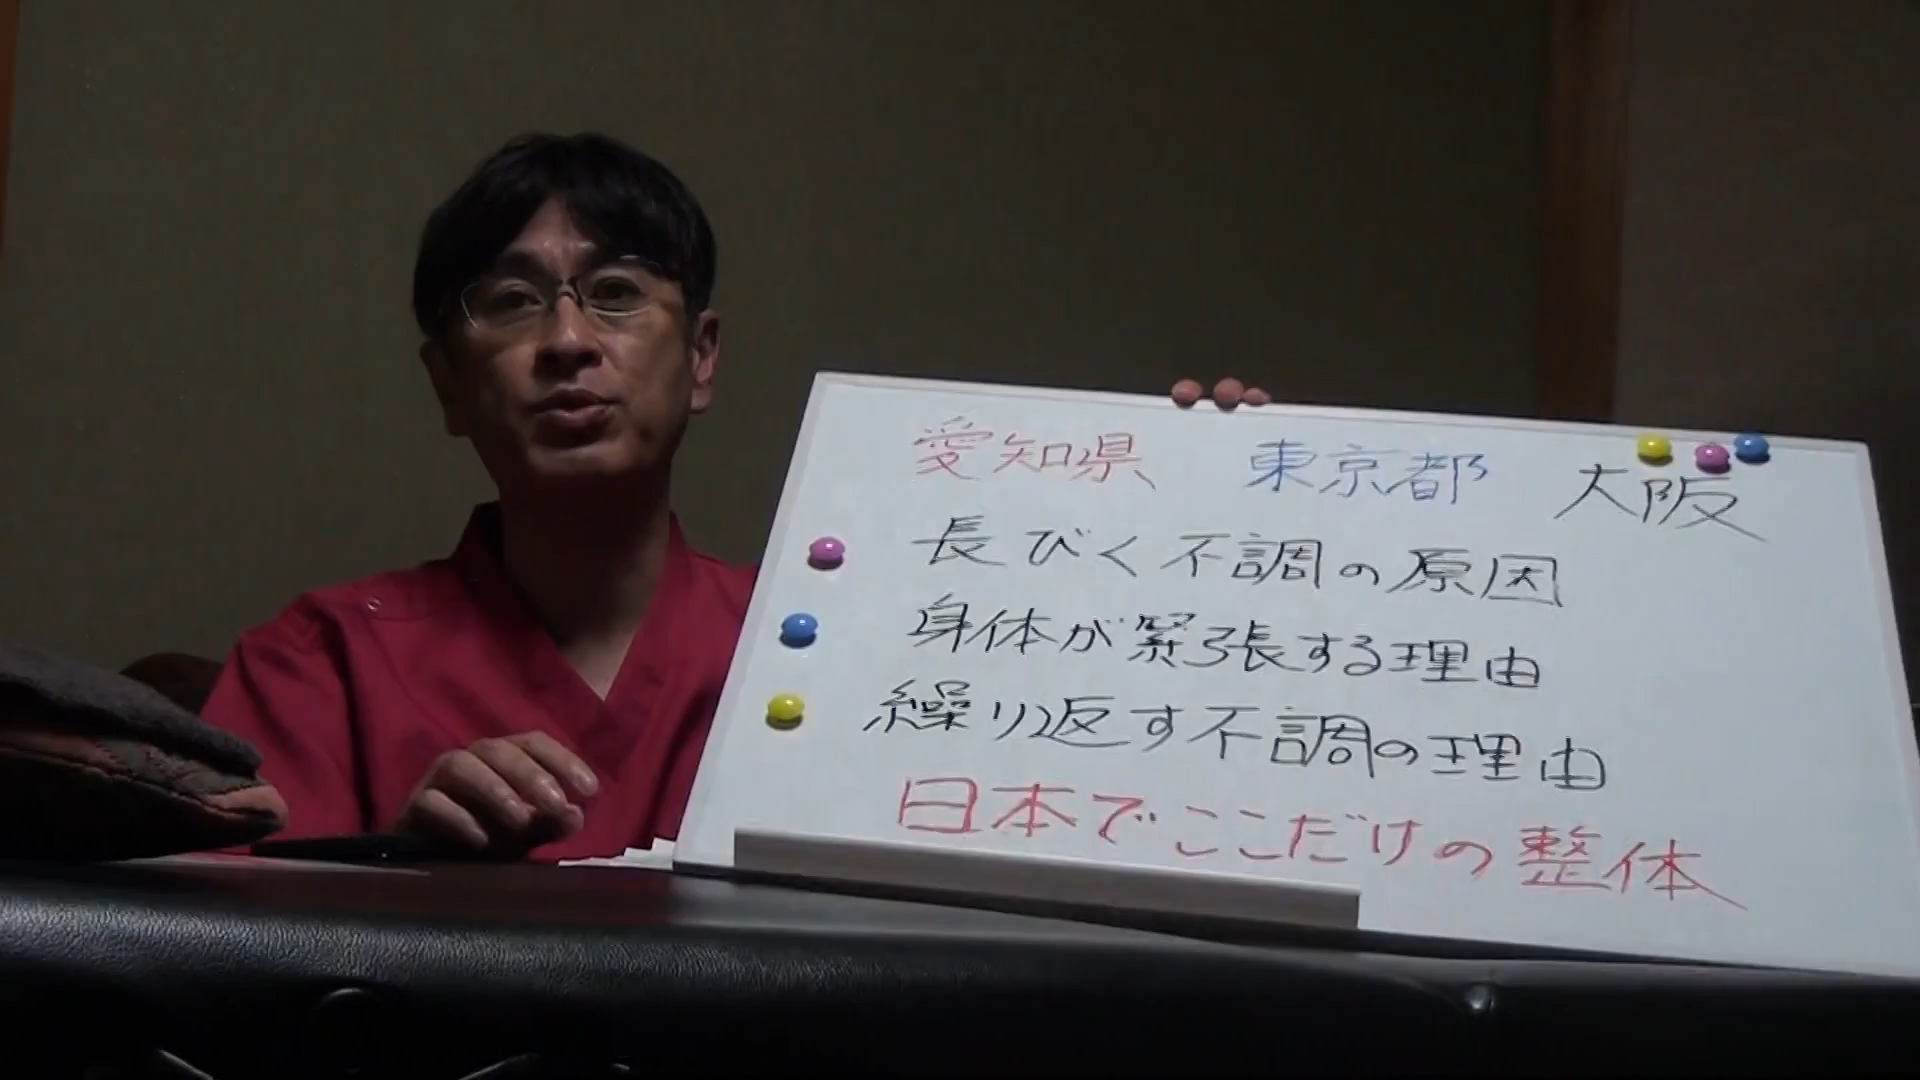 愛知県 東京都 大阪
長びく不調の原因
身体が緊張する理由
繰り返す不調の理由
日本でここだけの整体